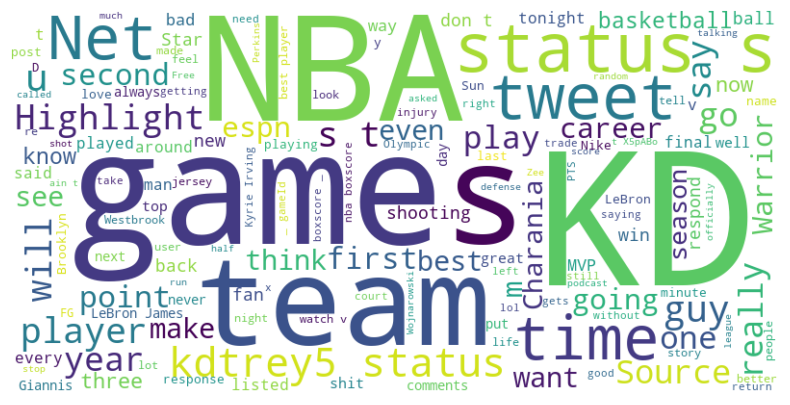 much
need
bad
way
tonight
basketball
ball
t
Net
NBA
status
s
don t
Star
y
post
made
always
getting
talking
D
feel
look
best player
Perkins
u
second
called
Free
love
tweet
say
random
now
asked
Sun
right
tell
v
name
Highlight
espn
s t
even
play
career
go
injury
Olympic
re
shot
played
around
new
day
Nike
final
well
last
trade
know
playing
t X5pABo
said
man
jersey
games
KD
ain t
take
Kyrie Irving
nba boxscore
boxscore
gameId
defense
Zee
PTS
score
see
top
shooting
Charania
LeBron
saying
season
respond
officially
Warrior
Westbrook
Brooklyn
next
user
half
will
think
first
best
great
win
back
m
MVP
still
podcast
point
never
fan
x
left
going
guy
minute
FG
LeBron James
run
court
Wojnarowski
lol
gets
without
really
people
league
team
player
make
night
watch v
put
time
one
story
every
year
lot
kdtrey5 status
life
want
Source
good
better
Giannis
stop
three
response
listed
shit
comments
return